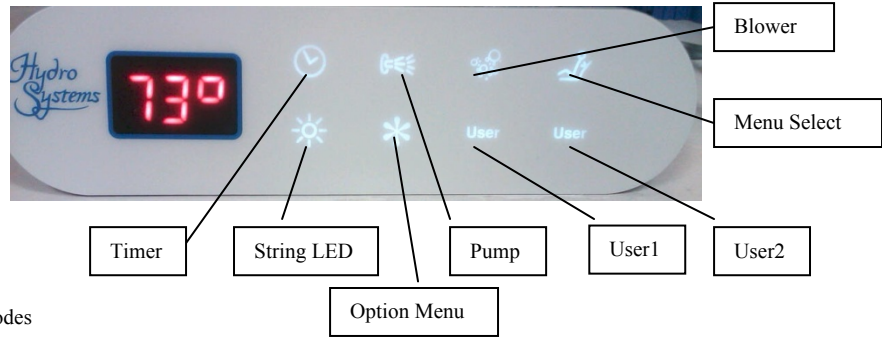 Blower
Hydro
Systems
73°
Menu Select
User
User
Timer
String LED
Pump
User1
User2
Option Menu
odes